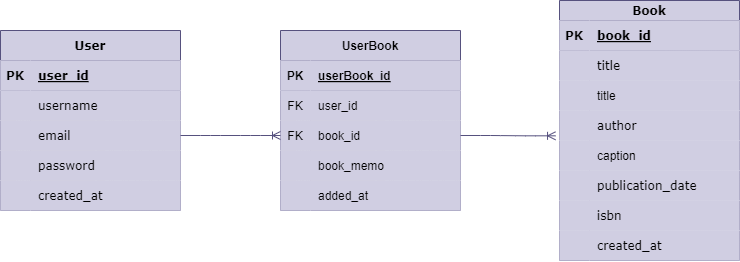 User
PK user_id
username
email
password
created_at
UserBook
PK userBook_id
FK user_id
FK book_id
book_memo
added_at
Book
PK book_id
title
title
author
caption
publication_date
isbn
created_at